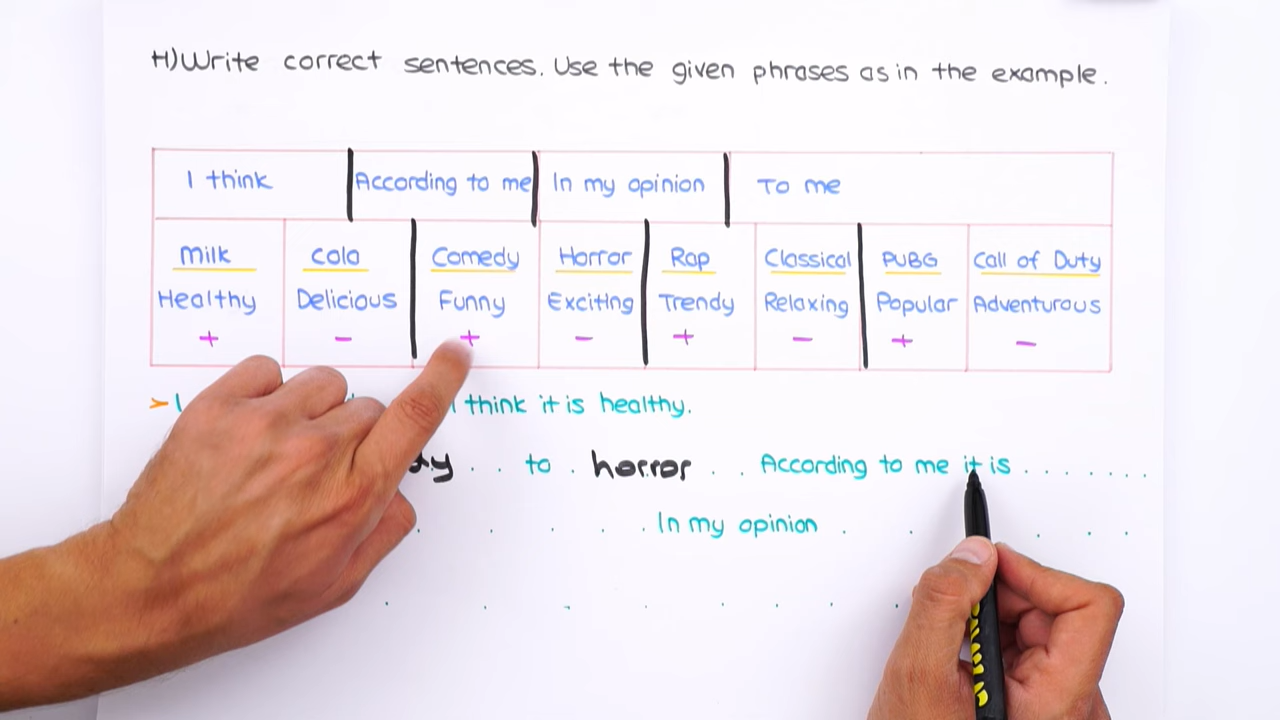 H) Write correct sentences. Use the given phrases as in the example.
I think According to me In my opinion To me
Milk Cola Comedy Horror Rap Classical PUBG Call of Duty
Healthy Delicious Funny Exciting Trendy Relaxing Popular Adventurous
+ - + - + - + -
I think it is healthy.
to horror . . According to me it is . . . . . . .
In my opinion